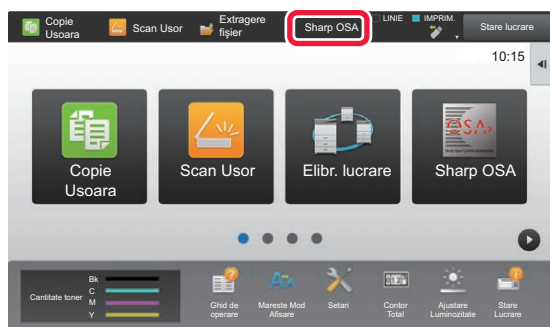 Copie
Usoara
Scan Usor
Extragere
fişier
Sharp OSA
LINIE
IMPRIM.
Stare lucrare
10:15
Copie
Usoara
Scan Usor
Elibr. lucrare
OSA
Sharp OSA
Cantitate toner
Bk
C
M
Y
Ghid de
operare
Mareste Mod
Afisare
Setari
Contor
Total
Ajustare
Luminozitate
Stare
Lucrare